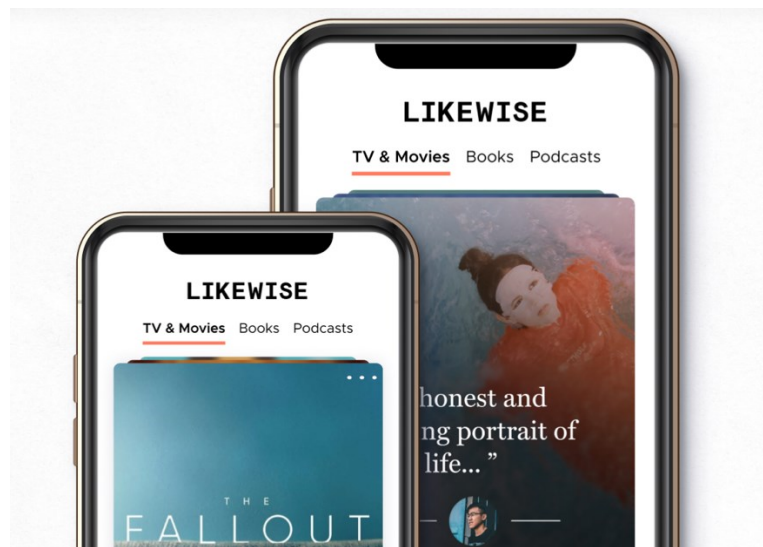 LIKEWISE
TV & Movies Books Podcasts
honest and
ng portrait of
life... ”
LIKEWISE
TV & Movies Books Podcasts
THE
FALLOUT